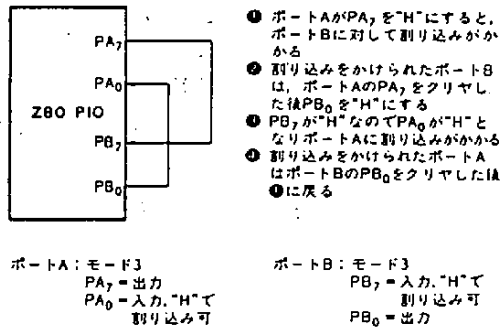 PA7
PA0
Z80 PIO
PB7
PB0
❶ ポートAがPA7を"H"にすると,
ポートBに対して割り込みがか
かる
❷ 割り込みをかけられたポートB
は, ポートAのPA7をクリヤし
た後PB0を"H"にする
❸ PB7が"H"なのでPA0が"H"と
なりポートAに割り込みがかかる
❹ 割り込みをかけられたポートA
はポートBのPB0をクリヤした後
❶に戻る
ポートA ; モード3
PA7 = 出力
PA0 = 入力, "H"で
割り込み可
ポートB ; モード3
PB7 = 入力, "H"で
割り込み可
PB0 = 出力